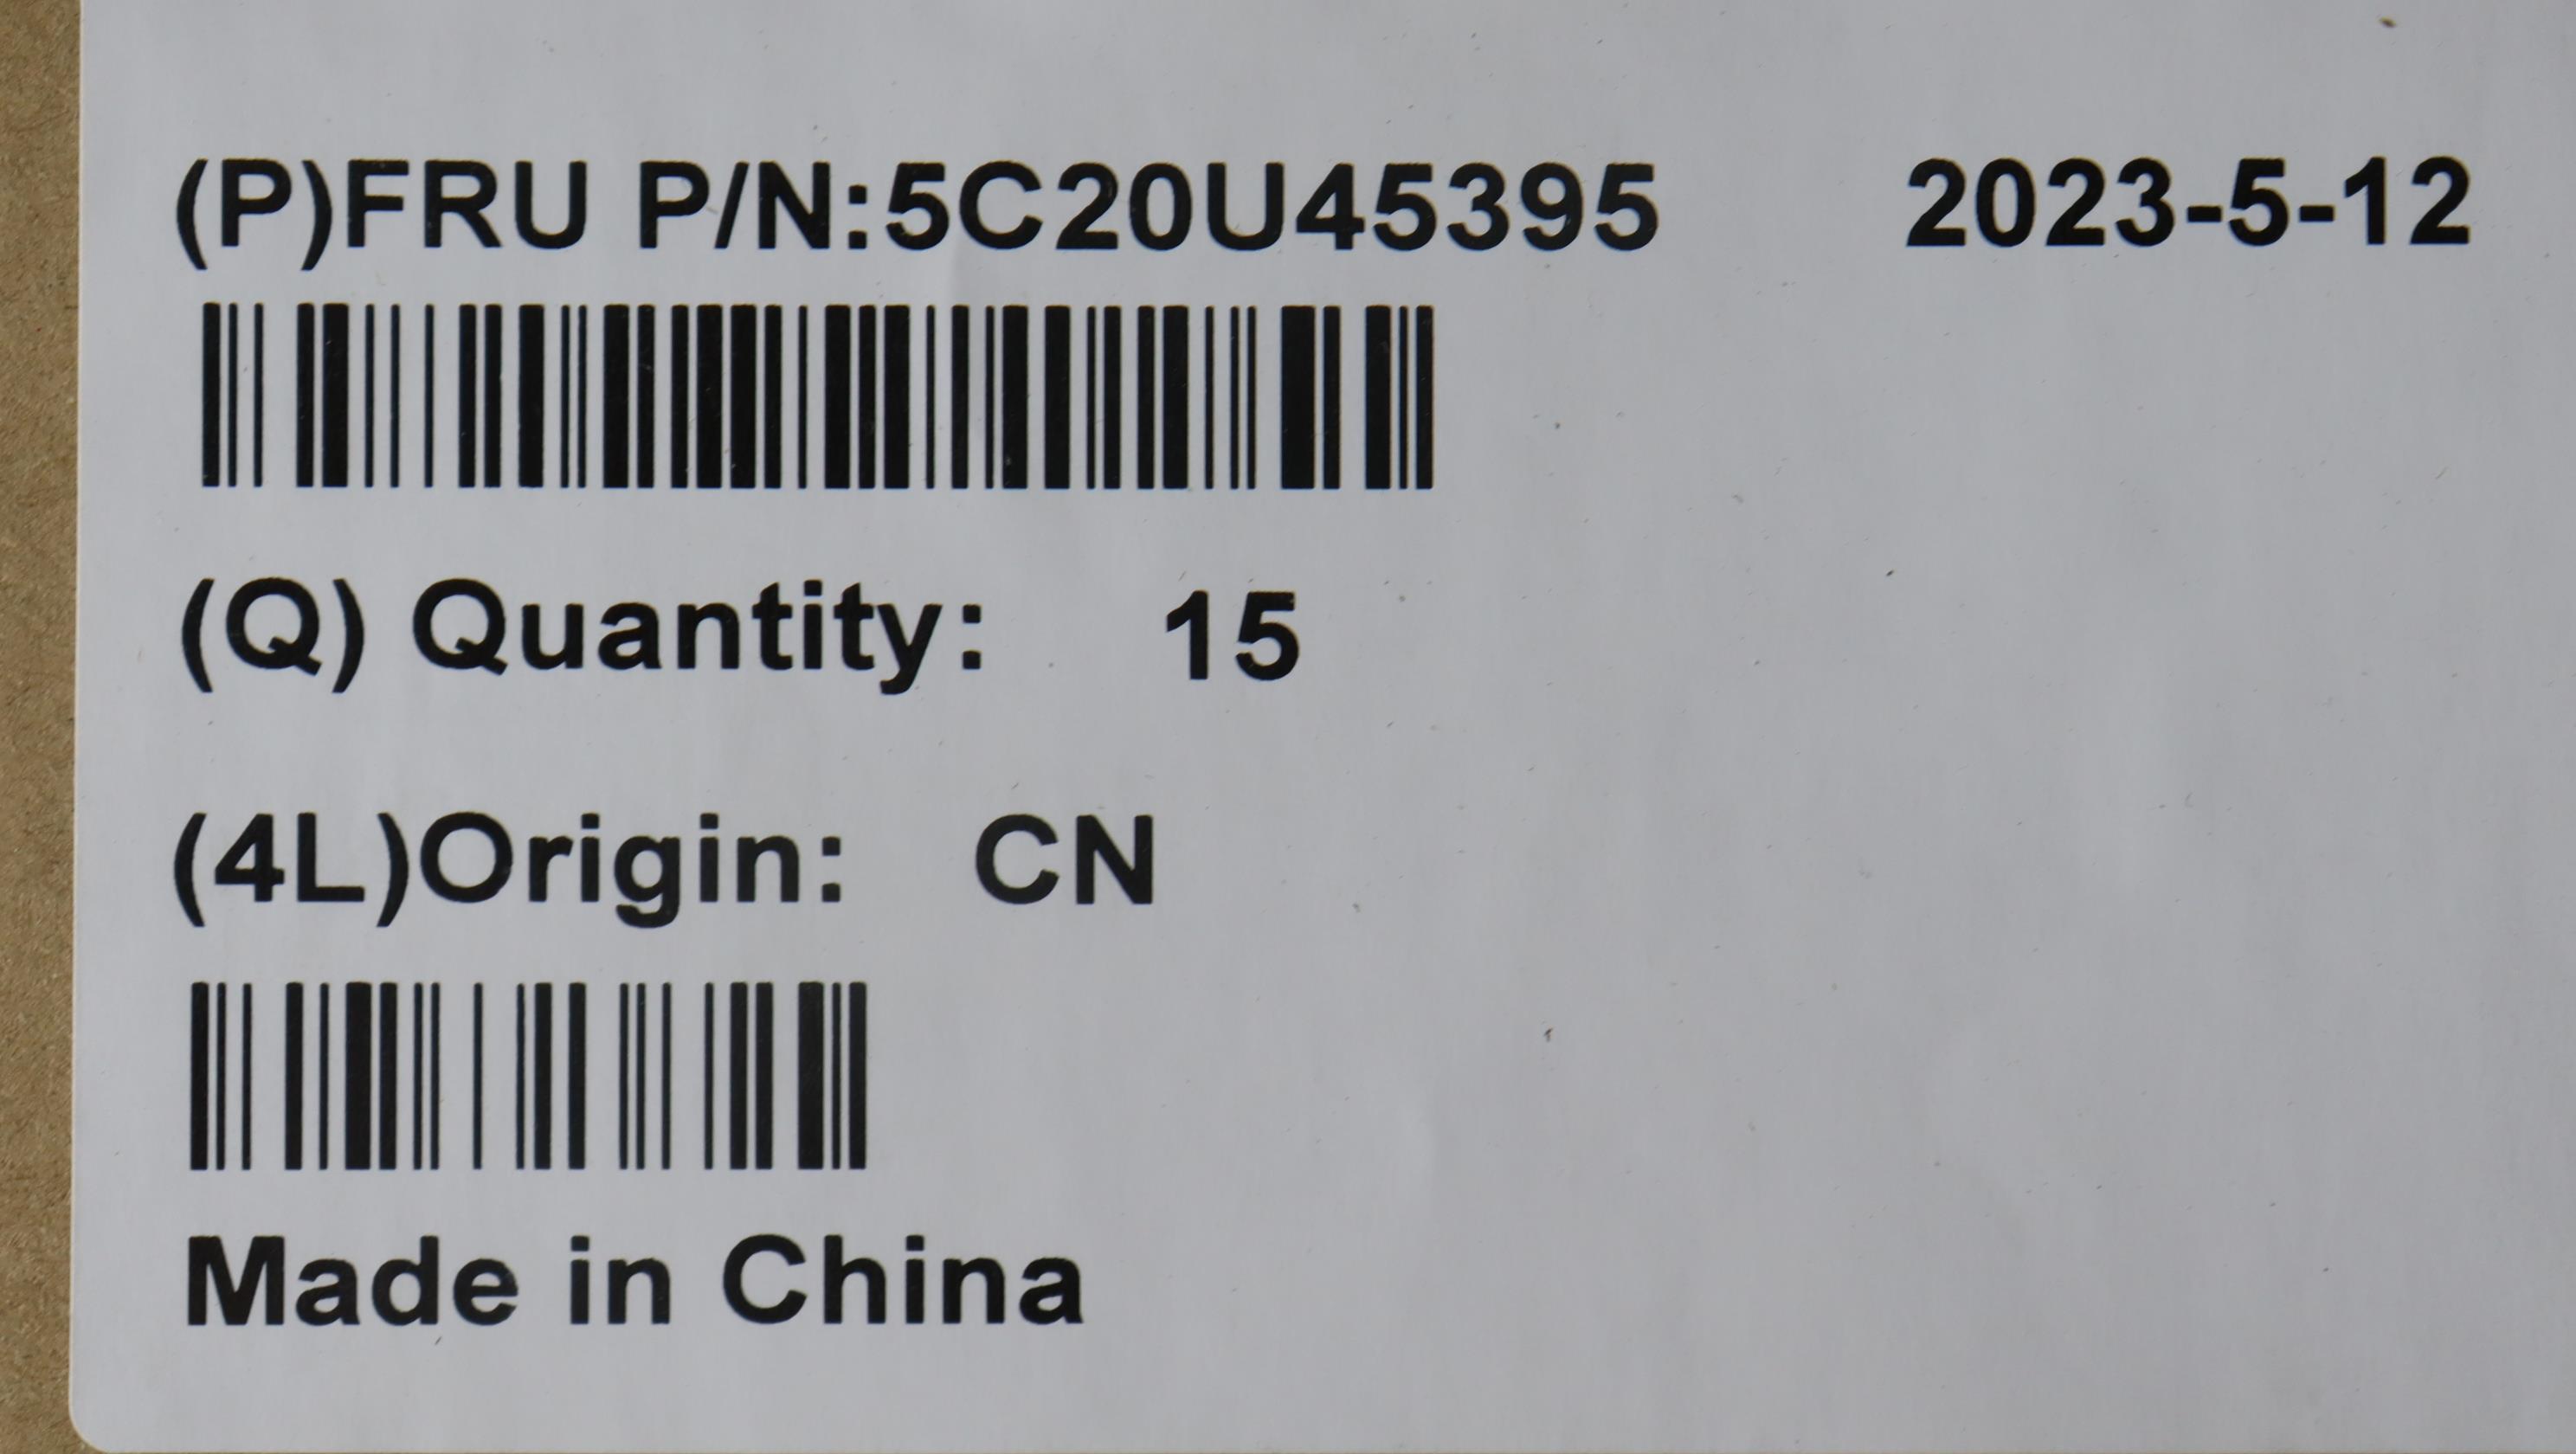 (P)FRU P/N:5C20U45395 2023-5-12
(Q) Quantity: 15
(4L)Origin: CN
Made in China